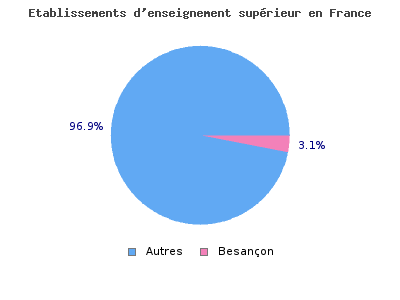 Etablissements d’enseignement supérieur en France
96.9%
3.1%
Autres
Besançon